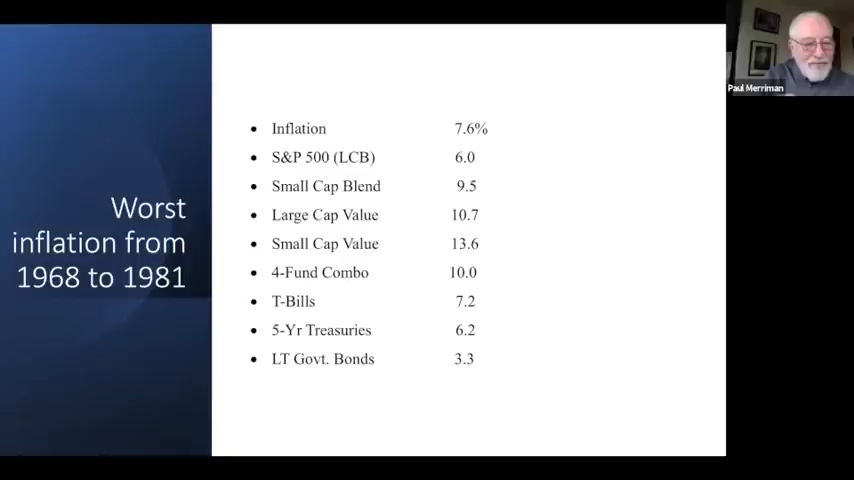 Worst
inflation from
1968 to 1981
• Inflation 7.6%
• S&P 500 (LCB) 6.0
• Small Cap Blend 9.5
• Large Cap Value 10.7
• Small Cap Value 13.6
• 4-Fund Combo 10.0
• T-Bills 7.2
• 5-Yr Treasuries 6.2
• LT Govt. Bonds 3.3
Paul Merriman